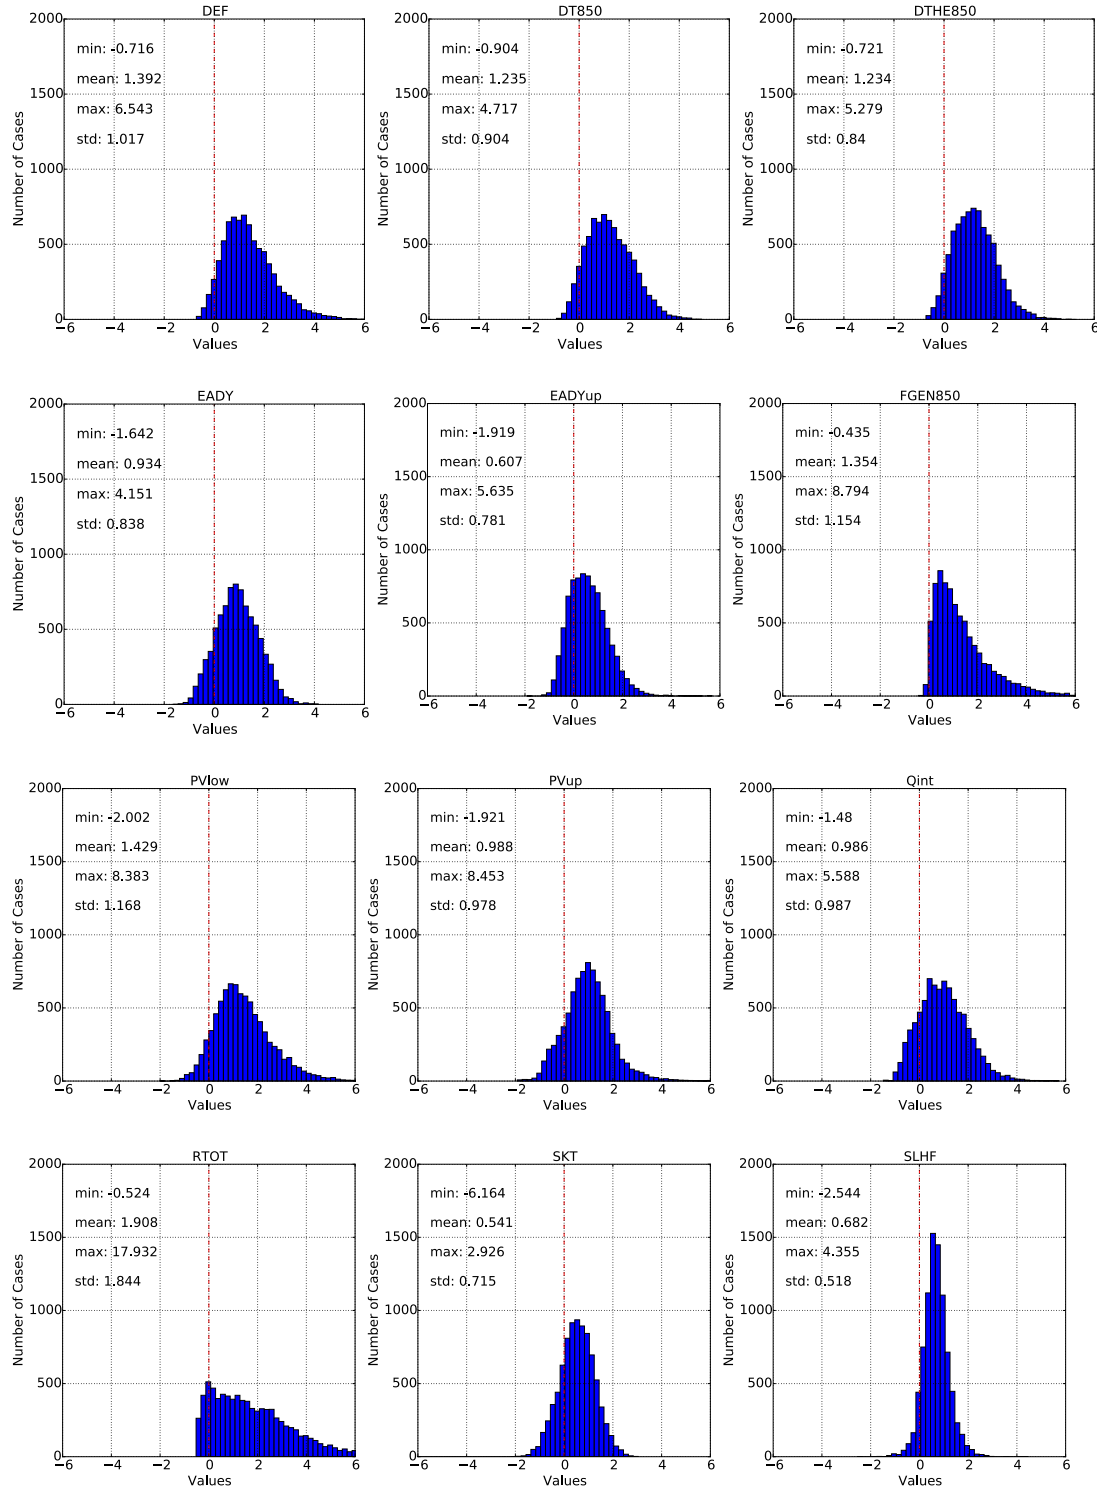 DEF
min: -0.716
mean: 1.392
max: 6.543
std: 1.017
2000
1500
1000
500
0
Number of Cases
−6 −4 −2 0 2 4 6
Values
DT850
min: -0.904
mean: 1.235
max: 4.717
std: 0.904
2000
1500
1000
500
0
Number of Cases
−6 −4 −2 0 2 4 6
Values
DTHE850
min: -0.721
mean: 1.234
max: 5.279
std: 0.84
2000
1500
1000
500
0
Number of Cases
−6 −4 −2 0 2 4 6
Values
EADY
min: -1.642
mean: 0.934
max: 4.151
std: 0.838
2000
1500
1000
500
0
Number of Cases
−6 −4 −2 0 2 4 6
Values
EADYup
min: -1.919
mean: 0.607
max: 5.635
std: 0.781
2000
1500
1000
500
0
Number of Cases
−6 −4 −2 0 2 4 6
Values
FGEN850
min: -0.435
mean: 1.354
max: 8.794
std: 1.154
2000
1500
1000
500
0
Number of Cases
−6 −4 −2 0 2 4 6
Values
PVlow
min: -2.002
mean: 1.429
max: 8.383
std: 1.168
2000
1500
1000
500
0
Number of Cases
−6 −4 −2 0 2 4 6
Values
PVup
min: -1.921
mean: 0.988
max: 8.453
std: 0.978
2000
1500
1000
500
0
Number of Cases
−6 −4 −2 0 2 4 6
Values
Qint
min: -1.48
mean: 0.986
max: 5.588
std: 0.987
2000
1500
1000
500
0
Number of Cases
−6 −4 −2 0 2 4 6
Values
RTOT
min: -0.524
mean: 1.908
max: 17.932
std: 1.844
2000
1500
1000
500
0
Number of Cases
−6 −4 −2 0 2 4 6
Values
SKT
min: -6.164
mean: 0.541
max: 2.926
std: 0.715
2000
1500
1000
500
0
Number of Cases
−6 −4 −2 0 2 4 6
Values
SLHF
min: -2.544
mean: 0.682
max: 4.355
std: 0.518
2000
1500
1000
500
0
Number of Cases
−6 −4 −2 0 2 4 6
Values